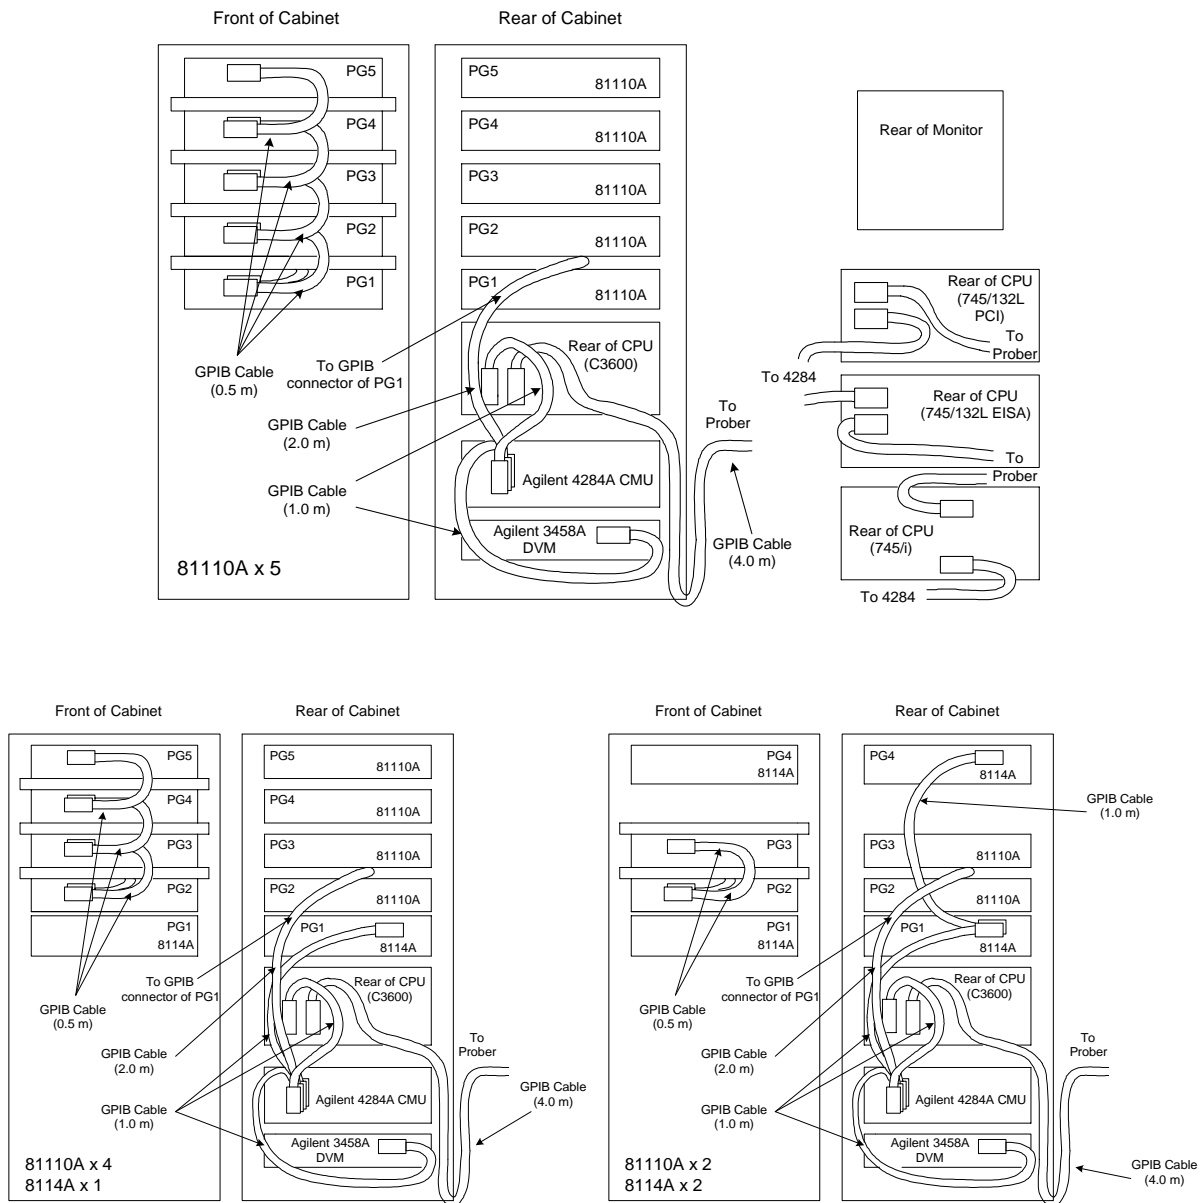 Front of Cabinet
Rear of Cabinet
PG5
PG4
PG3
PG2
PG1
GPIB Cable
(0.5 m)
81110A x 5
PG5
81110A
PG4
81110A
PG3
81110A
PG2
81110A
PG1
81110A
To GPIB
connector of PG1
Rear of CPU
(C3600)
GPIB Cable
(2.0 m)
GPIB Cable
(1.0 m)
Agilent 4284A CMU
Agilent 3458A
DVM
To
Prober
GPIB Cable
(4.0 m)
Rear of Monitor
Rear of CPU
(745/132L
PCI)
To
Prober
To 4284
Rear of CPU
(745/132L EISA)
To
Prober
Rear of CPU
(745/i)
To 4284
Front of Cabinet
Rear of Cabinet
PG5
PG4
PG3
PG2
PG1
8114A
GPIB Cable
(0.5 m)
81110A x 4
8114A x 1
PG5
81110A
PG4
81110A
PG3
81110A
PG2
81110A
PG1
8114A
To GPIB
connector of PG1
Rear of CPU
(C3600)
GPIB Cable
(2.0 m)
GPIB Cable
(1.0 m)
Agilent 4284A CMU
Agilent 3458A
DVM
To
Prober
GPIB Cable
(4.0 m)
Front of Cabinet
Rear of Cabinet
PG4
8114A
PG3
PG2
PG1
8114A
GPIB Cable
(0.5 m)
81110A x 2
8114A x 2
PG4
8114A
GPIB Cable
(1.0 m)
PG3
81110A
PG2
81110A
PG1
8114A
To GPIB
connector of PG1
Rear of CPU
(C3600)
GPIB Cable
(2.0 m)
GPIB Cable
(1.0 m)
Agilent 4284A CMU
Agilent 3458A
DVM
To
Prober
GPIB Cable
(4.0 m)